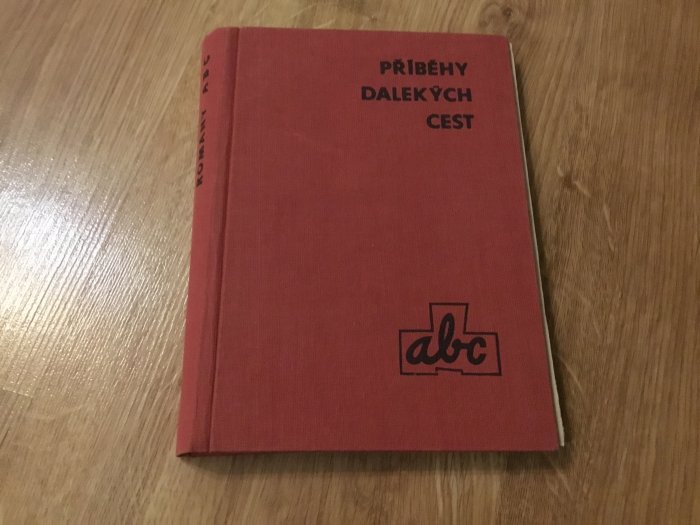 PŘÍBĚHY
DALEKÝCH
CEST
abc
ROMÁNY ABC